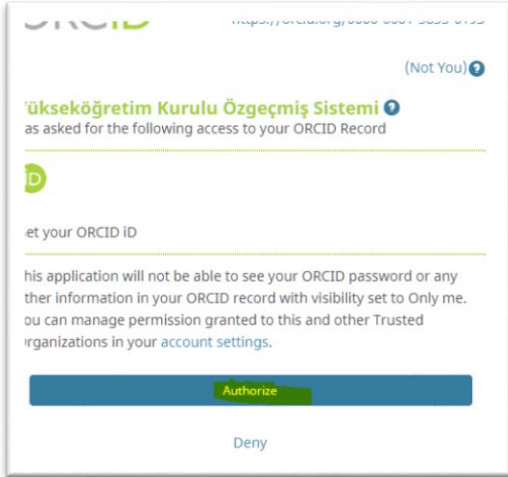 ORCID
(Not You)
ükseköğretim Kurulu Özgeçmiş Sistemi
as asked for the following access to your ORCID Record
iD
et your ORCID iD
his application will not be able to see your ORCID password or any
ther information in your ORCID record with visibility set to Only me.
ou can manage permission granted to this and other Trusted
rganizations in your account settings.
Authorize
Deny